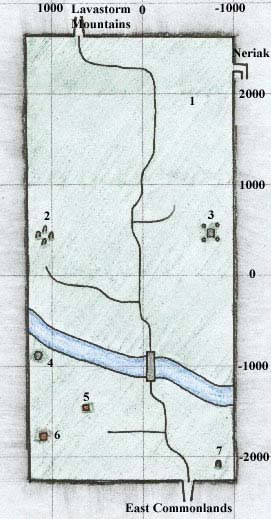 Lavastorm
Mountains
1000 0 -1000
Neriak
2000
1
1000
2
3
0
-1000
4
5
6
7
-2000
East Commonlands